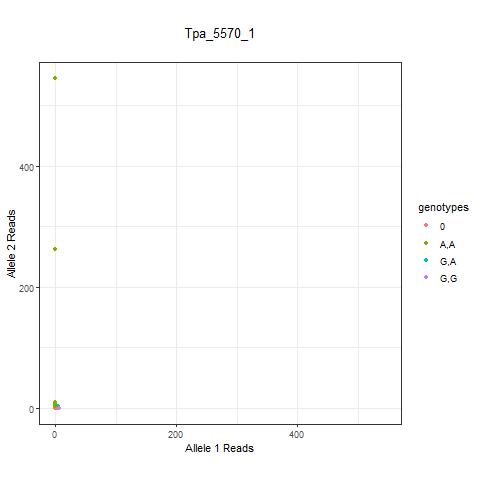 Tpa_5570_1
Allele 2 Reads
400
200
0
0
200
400
Allele 1 Reads
genotypes
0
A,A
G,A
G,G